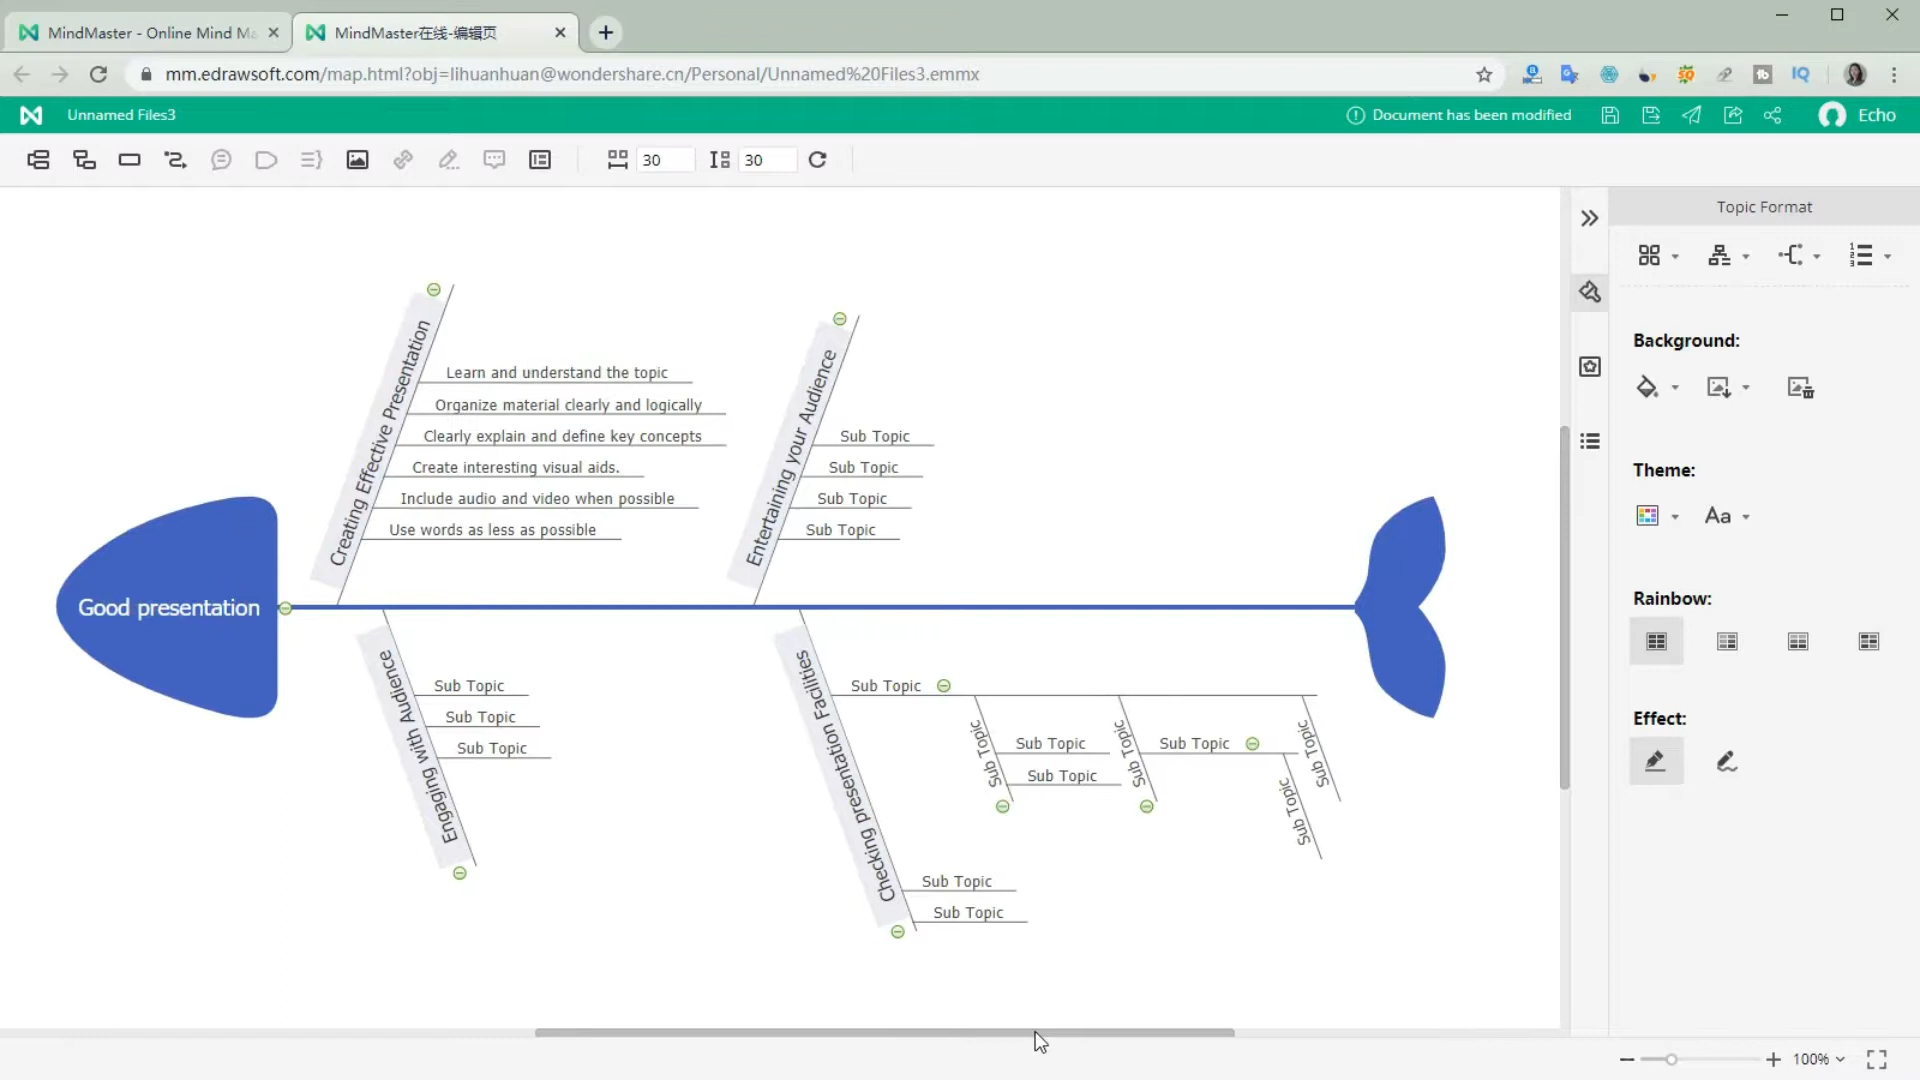 MindMaster - Online Mind Ma
MindMaster在线-编辑页
mm.edrawsoft.com/map.html?obj=lihuanhuan@wondershare.cn/Personal/Unnamed%20Files3.emmx
Unnamed Files3
Document has been modified
Echo
30
30
Topic Format
Background:
Theme:
Aa
Rainbow:
Effect:
Good presentation
Creating Effective Presentation
Learn and understand the topic
Organize material clearly and logically
Clearly explain and define key concepts
Create interesting visual aids.
Include audio and video when possible
Use words as less as possible
Entertaining your Audience
Sub Topic
Sub Topic
Sub Topic
Sub Topic
Engaging with Audience
Sub Topic
Sub Topic
Sub Topic
Checking presentation Facilities
Sub Topic
Sub Topic
Sub Topic
Sub Topic
Sub Topic
Sub Topic
Sub Topic
Sub Topic
Sub Topic
Sub Topic
100%